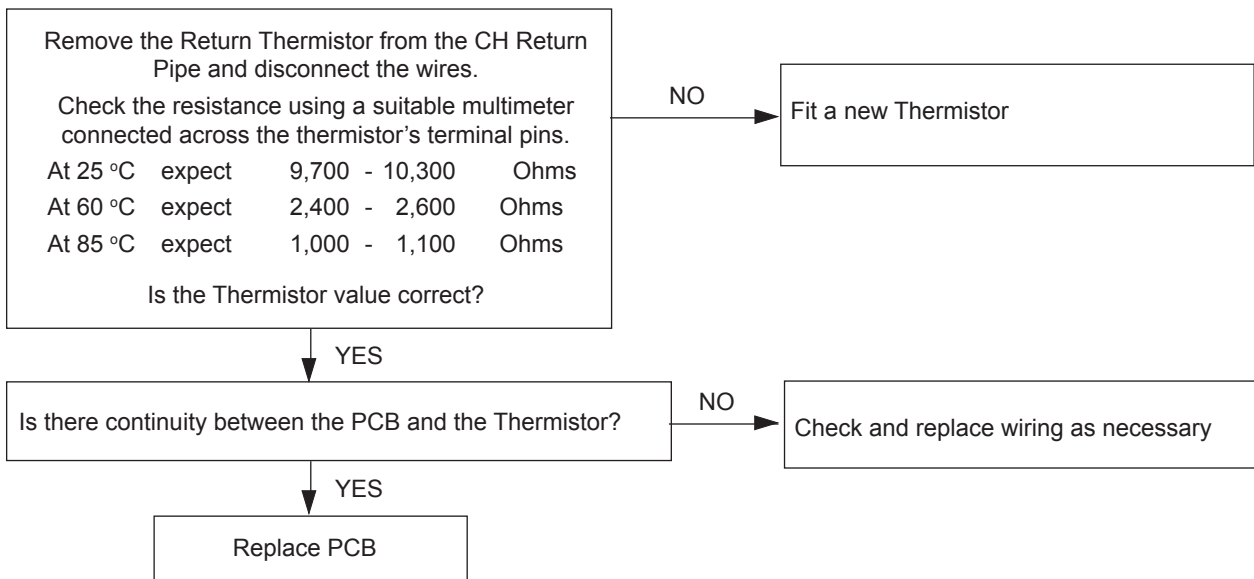 Remove the Return Thermistor from the CH Return
Pipe and disconnect the wires.
Check the resistance using a suitable multimeter
connected across the thermistor's terminal pins.
At 25 ºC expect 9,700 - 10,300 Ohms
At 60 ºC expect 2,400 - 2,600 Ohms
At 85 ºC expect 1,000 - 1,100 Ohms
Is the Thermistor value correct?
NO
Fit a new Thermistor
YES
Is there continuity between the PCB and the Thermistor?
NO
Check and replace wiring as necessary
YES
Replace PCB